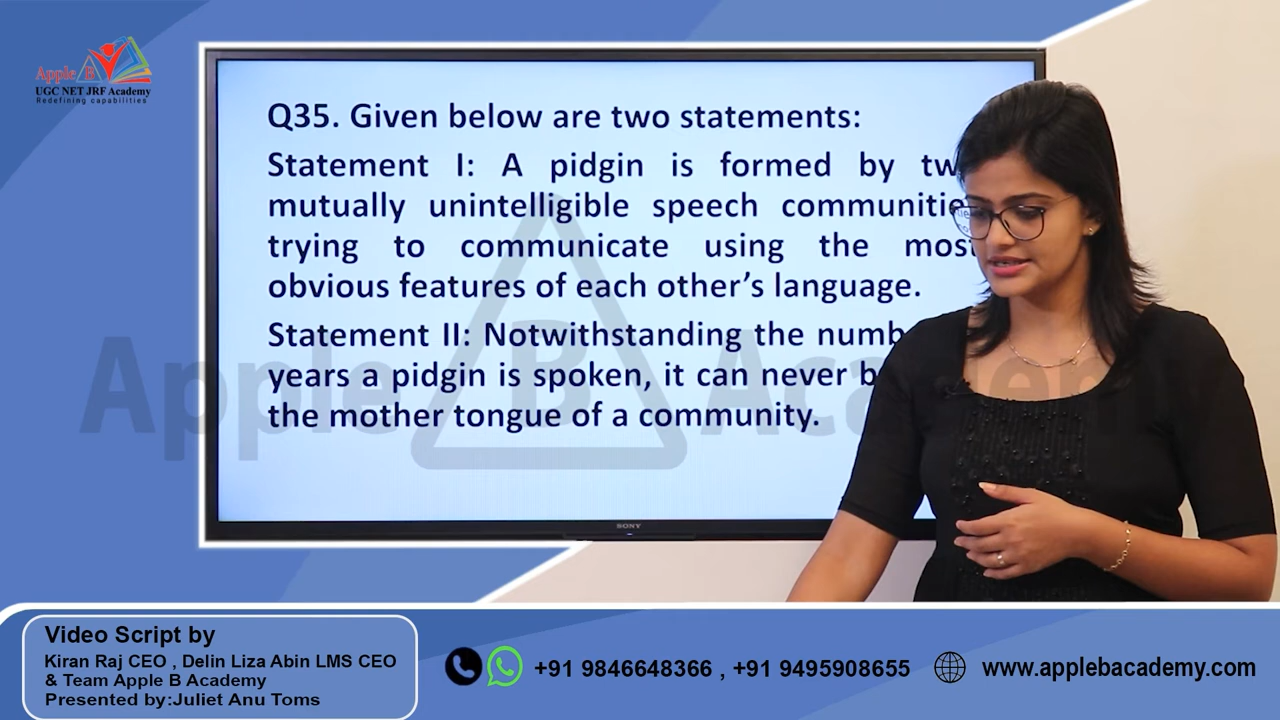 Apple B
UGC NET JRF Academy
Redefining capabilities
Q35. Given below are two statements:
Statement I: A pidgin is formed by
mutually unintelligible speech
trying to communicate using the most
obvious features of each other's language.
Statement II: Notwithstanding the
years a pidgin is spoken, it can never
the mother tongue of a community.
Apple B Academy
SONY
Video Script by
Kiran Raj CEO , Delin Liza Abin LMS CEO
& Team Apple B Academy
Presented by:Juliet Anu Toms
+91 9846648366 , +91 9495908655
www.applebacademy.com